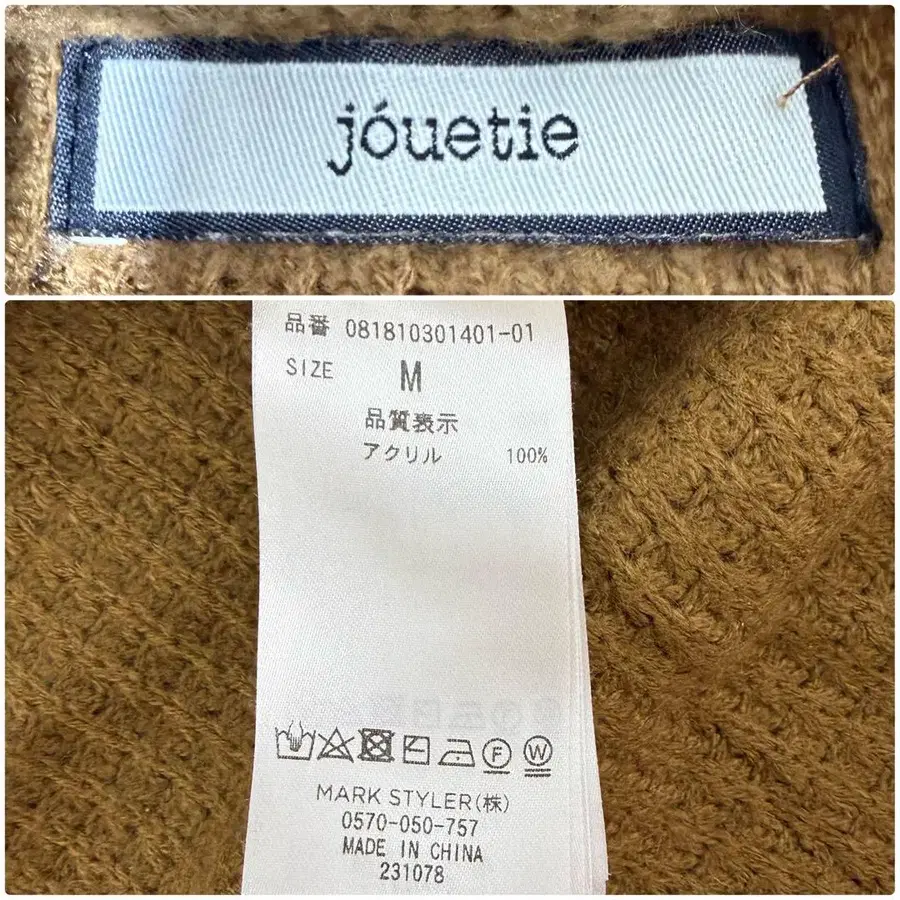 jóuetie
品番 081810301401-01
SIZE M
品質表示
アクリル 100%
F W
MARK STYLER(株)
0570-050-757
MADE IN CHINA
231078